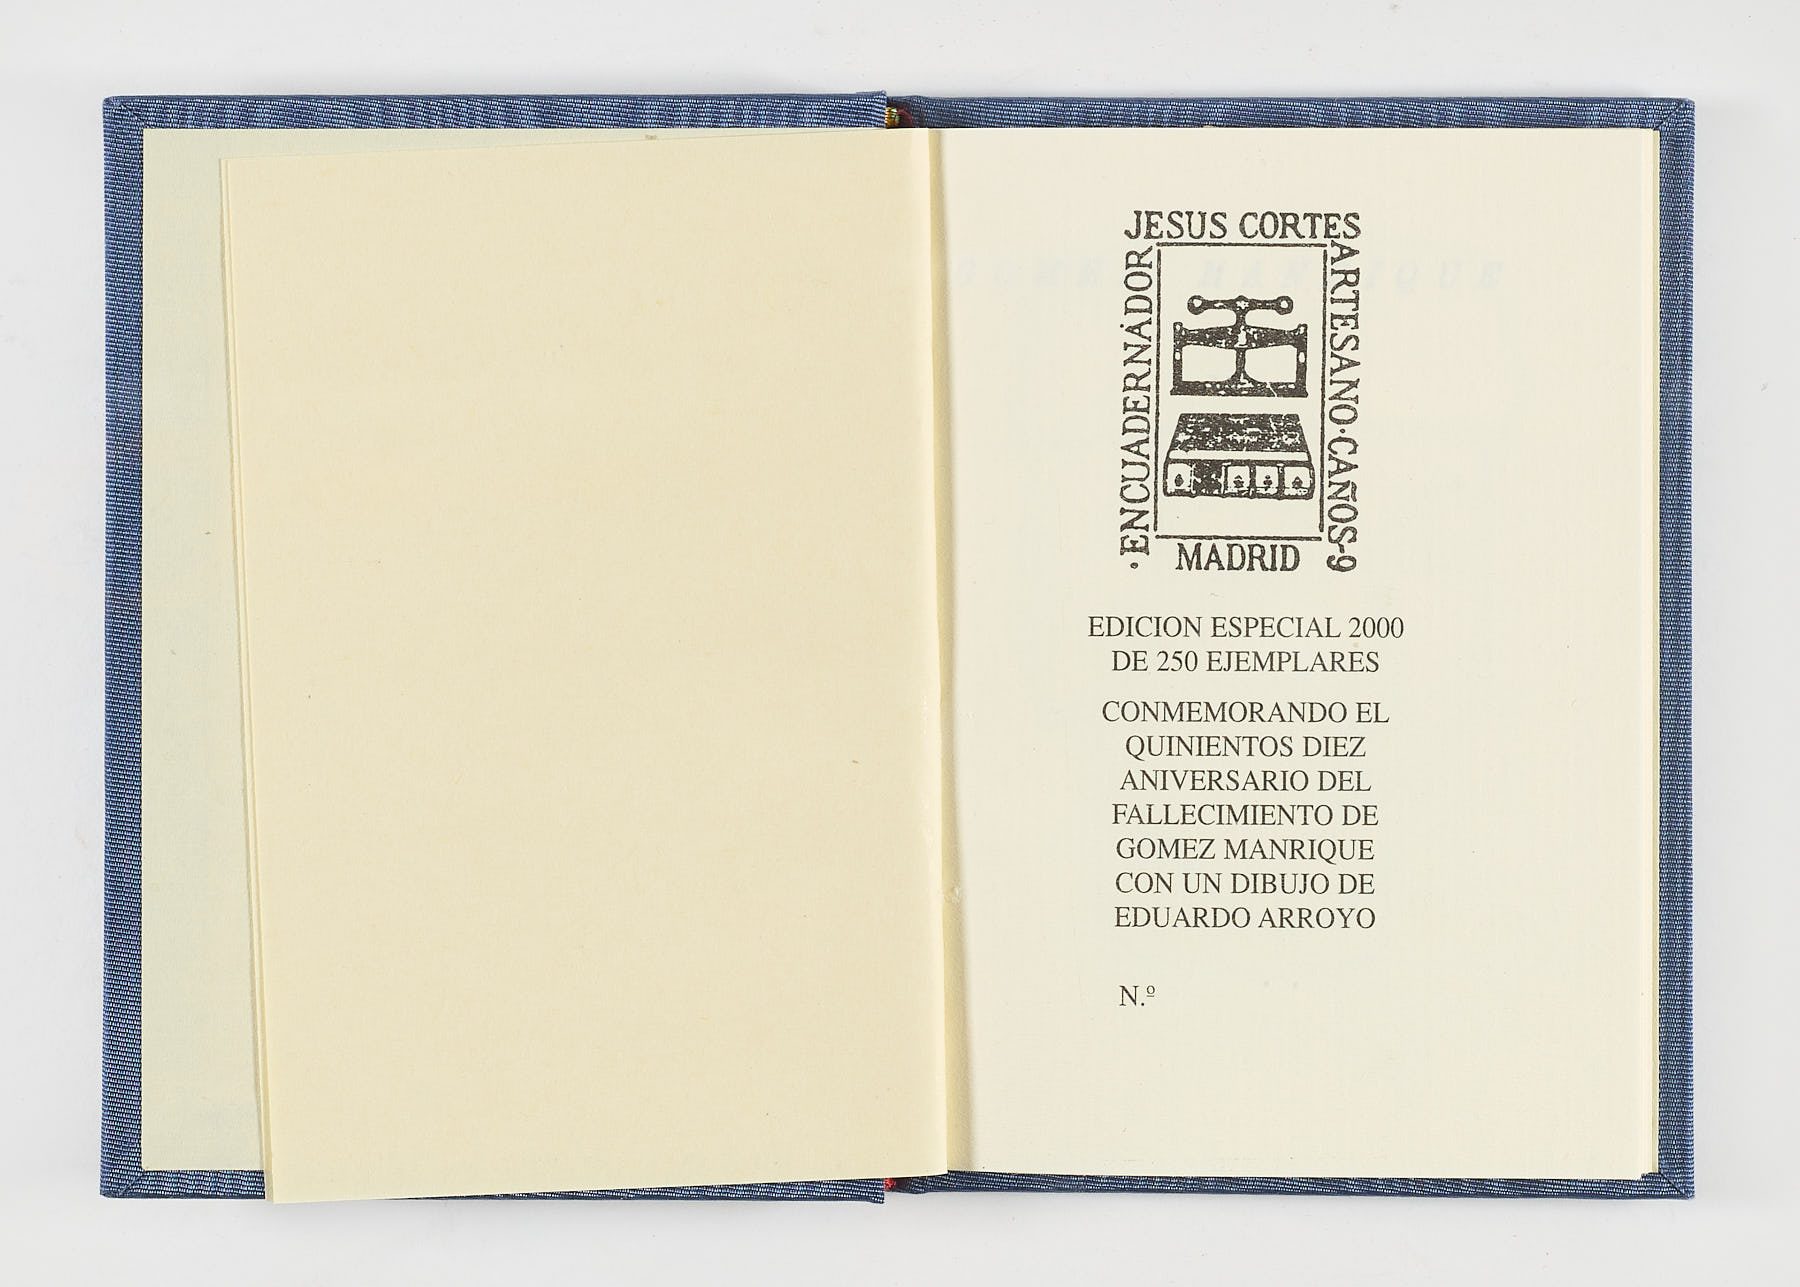 JESUS CORTES
ARTESANO·CAÑOS-9
· ENCUADERNÁDOR
MADRID
EDICION ESPECIAL 2000
DE 250 EJEMPLARES
CONMEMORANDO EL
QUINIENTOS DIEZ
ANIVERSARIO DEL
FALLECIMIENTO DE
GOMEZ MANRIQUE
CON UN DIBUJO DE
EDUARDO ARROYO
N.º